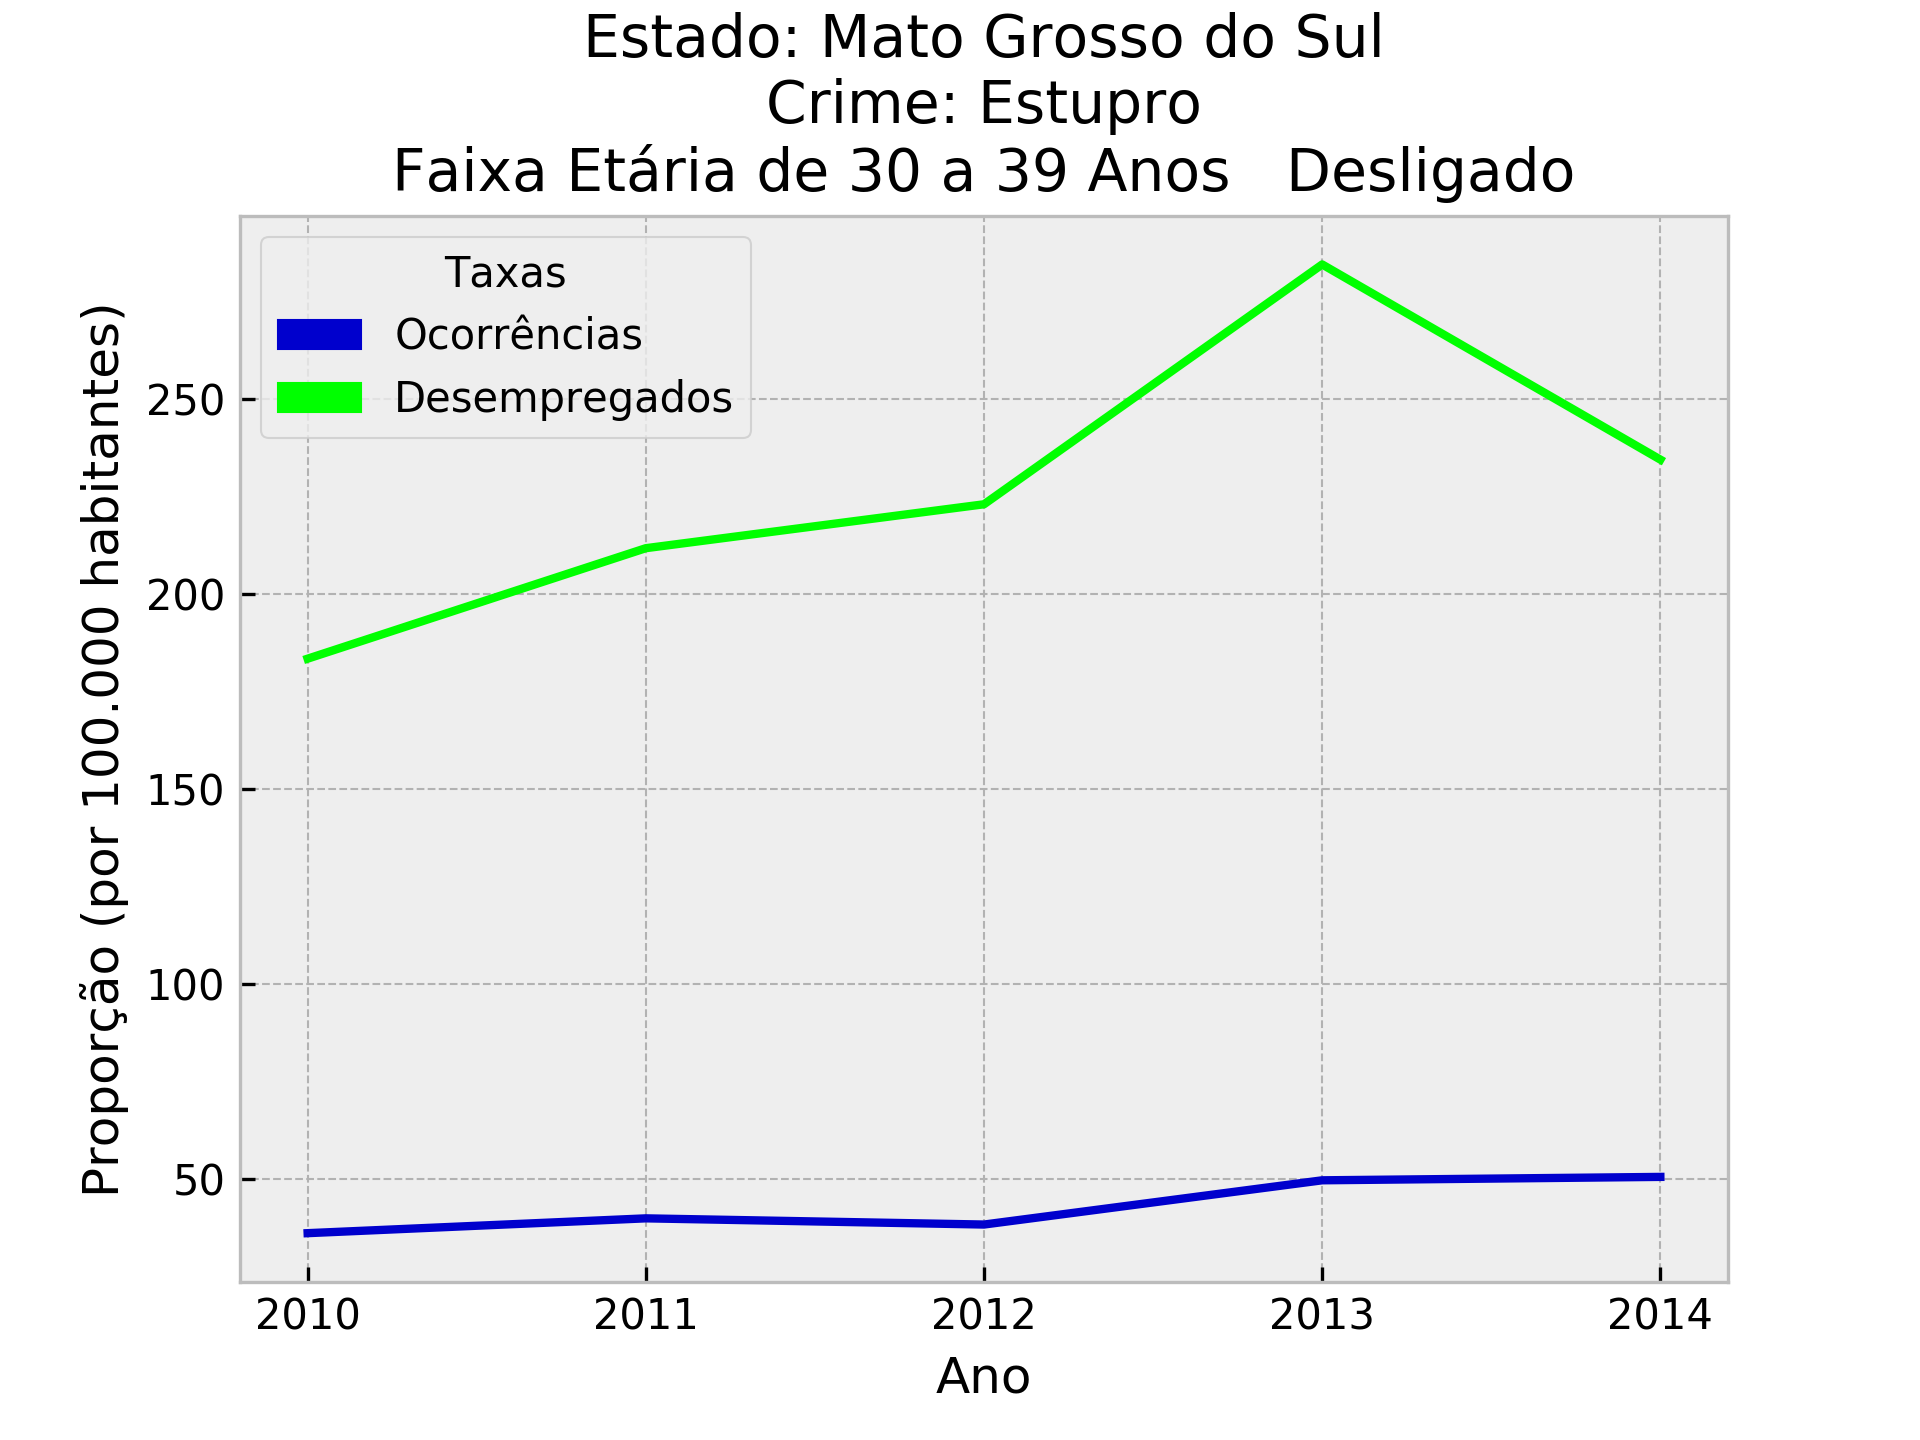 Estado: Mato Grosso do Sul
Crime: Estupro
Faixa Etária de 30 a 39 Anos   Desligado
Taxas
Ocorrências
Desempregados
Proporção (por 100.000 habitantes)
250
200
150
100
50
2010 2011 2012 2013 2014
Ano